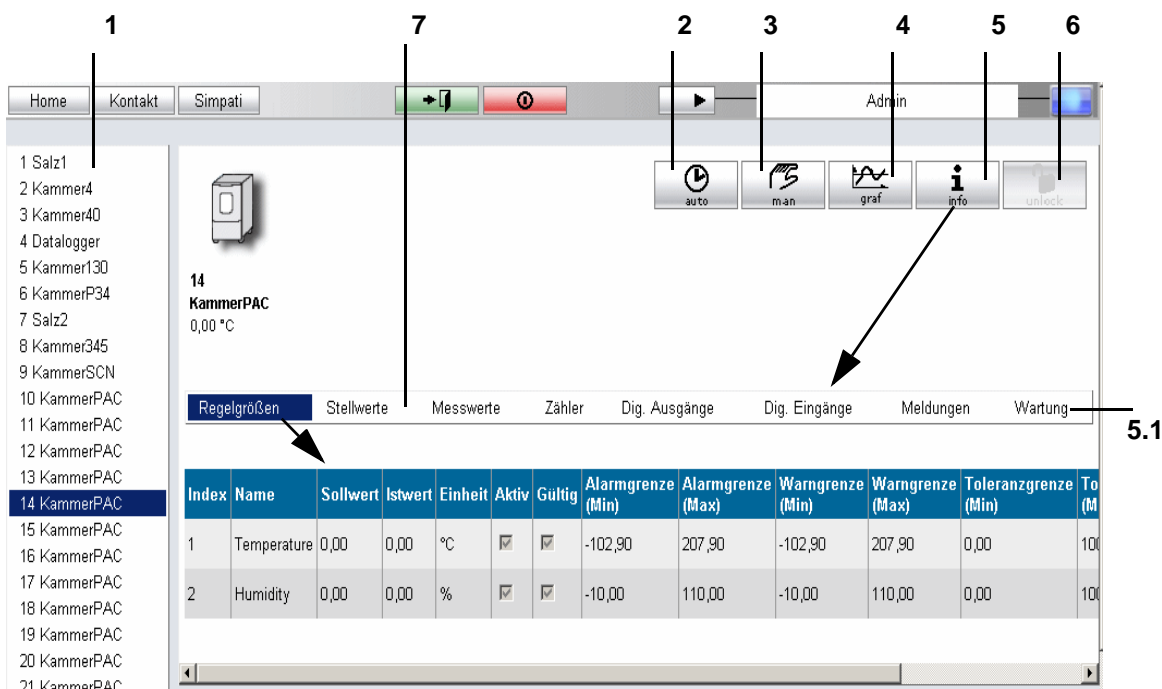 1 7 2 3 4 5 6
Home Kontakt Simpati Admin
1 Salz1
2 Kammer4
3 Kammer40
4 Datalogger
5 Kammer130
6 KammerP34
7 Salz2
8 Kammer345
9 KammerSCN
10 KammerPAC
11 KammerPAC
12 KammerPAC
13 KammerPAC
14 KammerPAC
15 KammerPAC
16 KammerPAC
17 KammerPAC
18 KammerPAC
19 KammerPAC
20 KammerPAC
21 KammerPAC
auto man graf info unlock
14
KammerPAC
0,00 °C
Regelgrößen Stellwerte Messwerte Zähler Dig. Ausgänge Dig. Eingänge Meldungen Wartung
5.1
Index Name Sollwert Istwert Einheit Aktiv Gültig Alarmgrenze (Min) Alarmgrenze (Max) Warngrenze (Min) Warngrenze (Max) Toleranzgrenze (Min) To (M
1 Temperature 0,00 0,00 °C -102,90 207,90 -102,90 207,90 0,00 100
2 Humidity 0,00 0,00 % -10,00 110,00 -10,00 110,00 0,00 100